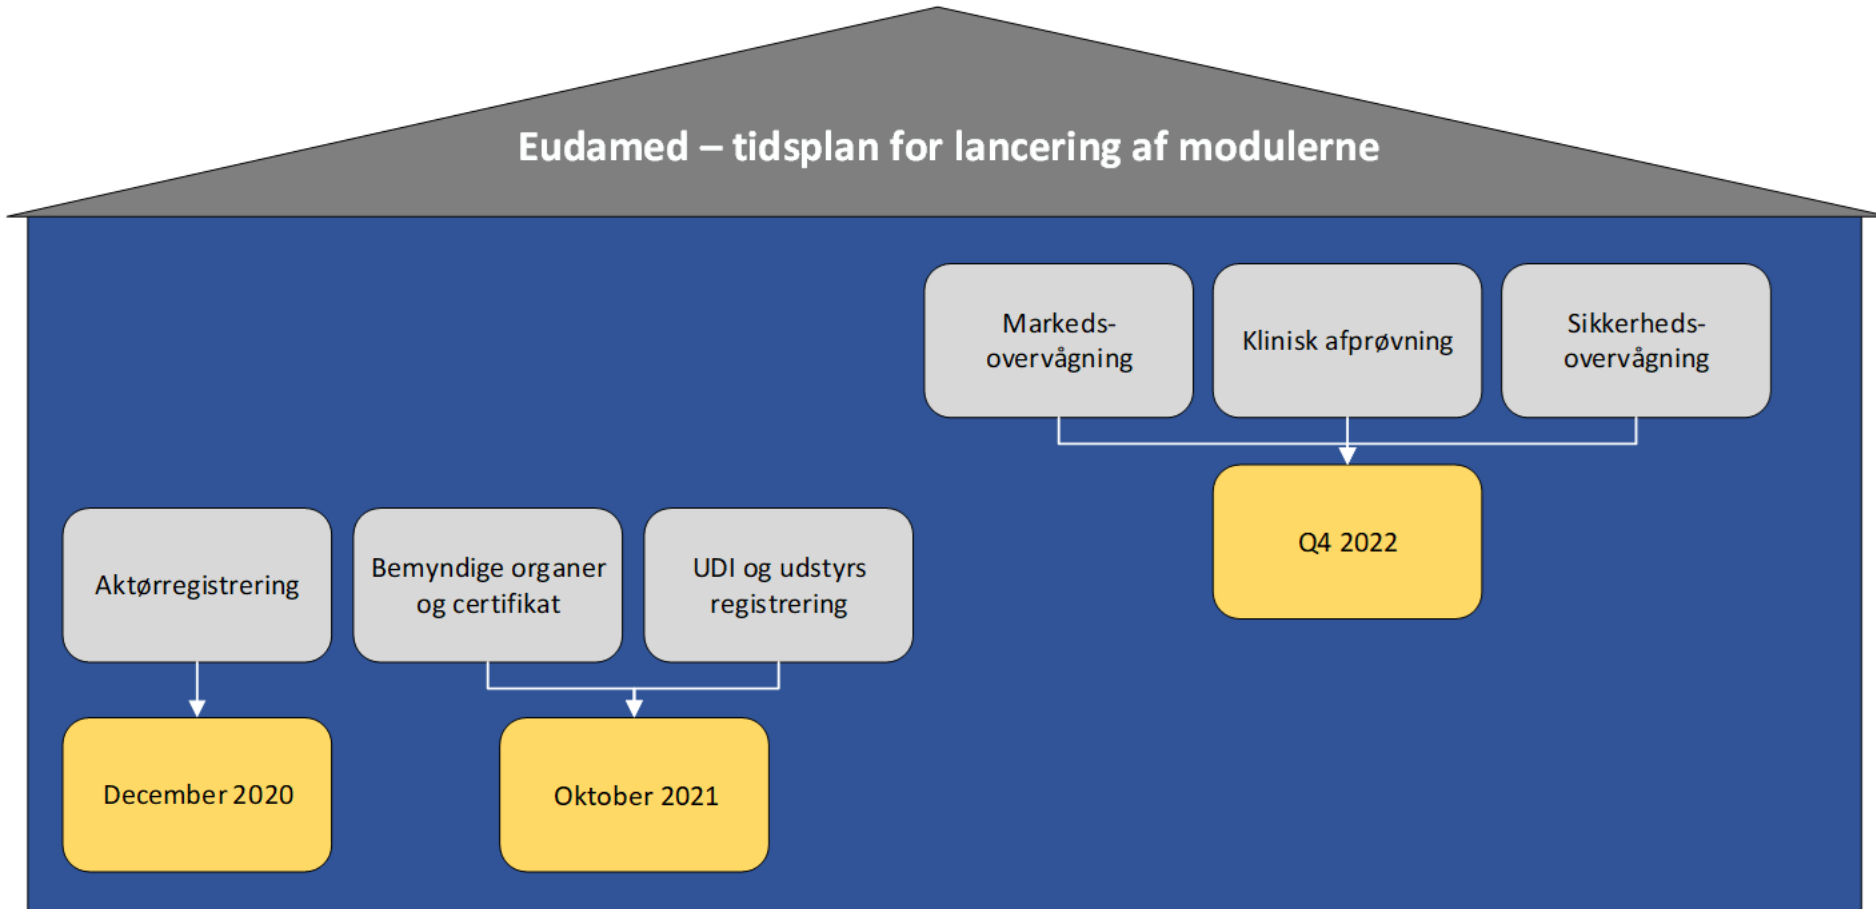 Eudamed – tidsplan for lancering af modulerne
Markeds-
overvågning
Klinisk afprøvning
Sikkerheds-
overvågning
Q4 2022
Aktørregistrering
Bemyndige organer
og certifikat
UDI og udstyrs
registrering
December 2020
Oktober 2021